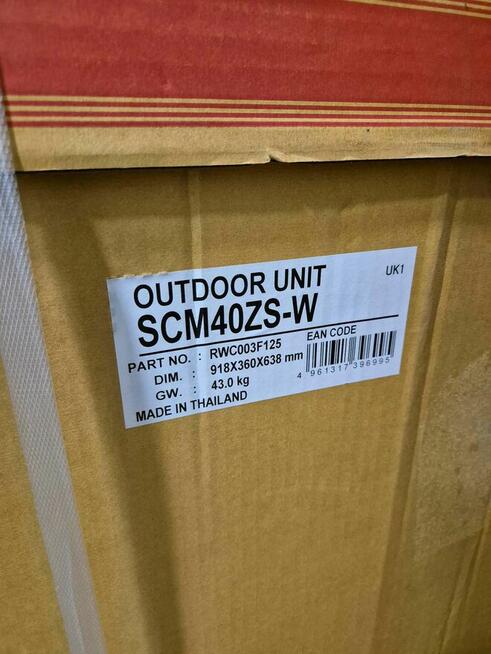 OUTDOOR UNIT
UK1
SCM40ZS-W
PART NO. : RWC003F125
DIM. : 918X360X638 mm
GW. : 43.0 kg
MADE IN THAILAND
EAN CODE
4 961317 396995